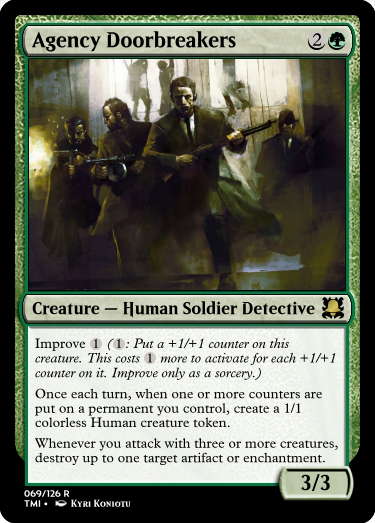 Agency Doorbreakers 2
Creature — Human Soldier Detective
Improve 1 (1: Put a +1/+1 counter on this
creature. This costs 1 more to activate for each +1/+1
counter on it. Improve only as a sorcery.)
Once each turn, when one or more counters are
put on a permanent you control, create a 1/1
colorless Human creature token.
Whenever you attack with three or more creatures,
destroy up to one target artifact or enchantment.
3/3
069/126 R
TMI • Kyri Koniotu